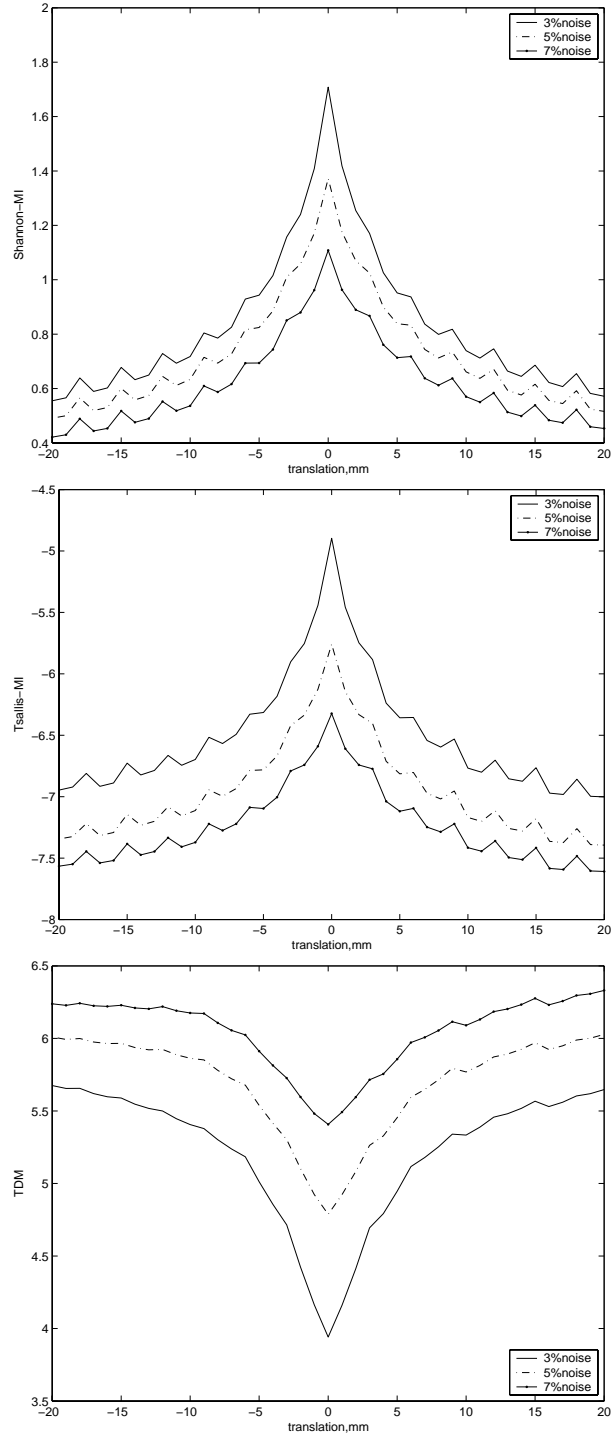 2
1.8
1.6
1.4
1.2
1
0.8
0.6
0.4
Shannon−MI
3%noise
5%noise
7%noise
−20 −15 −10 −5 0 5 10 15 20
translation,mm
−4.5
−5
−5.5
−6
−6.5
−7
−7.5
−8
Tsallis−MI
3%noise
5%noise
7%noise
−20 −15 −10 −5 0 5 10 15 20
translation,mm
6.5
6
5.5
5
4.5
4
3.5
TDM
3%noise
5%noise
7%noise
−20 −15 −10 −5 0 5 10 15 20
translation,mm